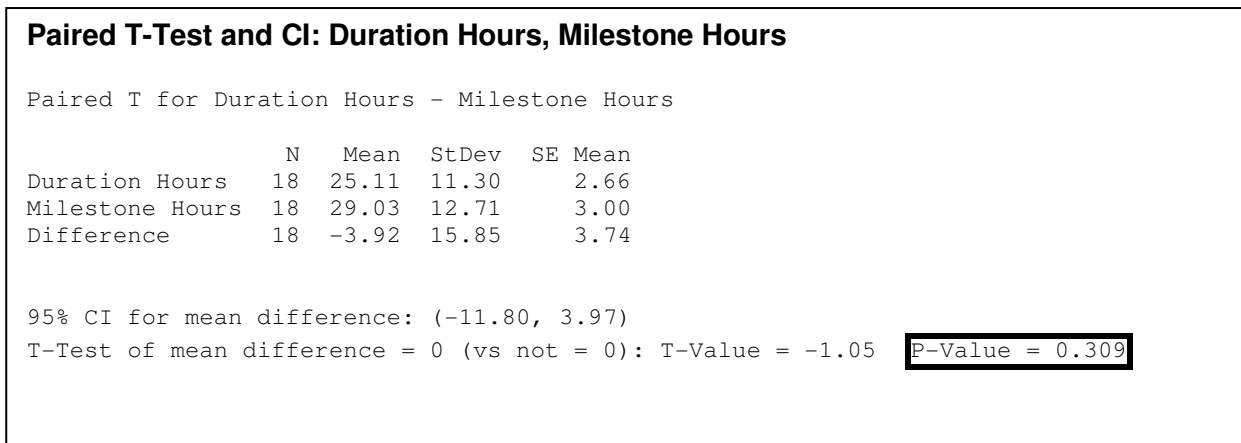 Paired T-Test and CI: Duration Hours, Milestone Hours
Paired T for Duration Hours - Milestone Hours
N Mean StDev SE Mean
Duration Hours 18 25.11 11.30 2.66
Milestone Hours 18 29.03 12.71 3.00
Difference 18 -3.92 15.85 3.74
95% CI for mean difference: (-11.80, 3.97)
T-Test of mean difference = 0 (vs not = 0): T-Value = -1.05 P-Value = 0.309